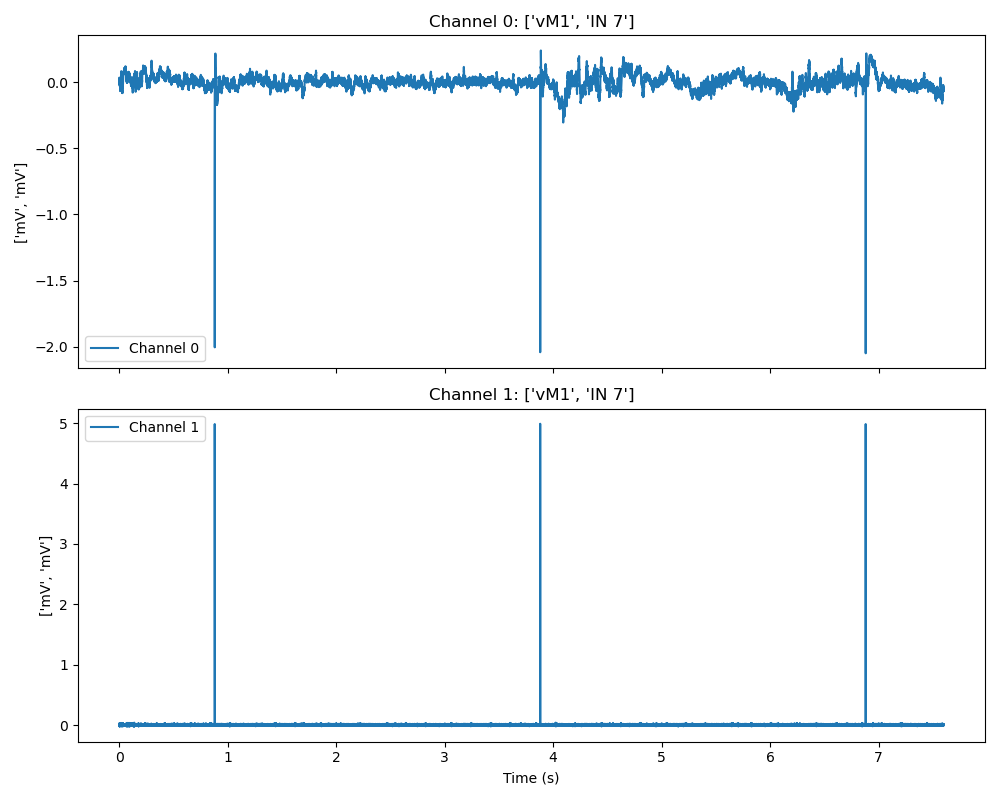 Channel 0: ['vM1', 'IN 7']
0.0
−0.5
−1.0
−1.5
−2.0
['mV', 'mV']
Channel 0
Channel 1: ['vM1', 'IN 7']
5
4
3
2
1
0
['mV', 'mV']
Channel 1
0 1 2 3 4 5 6 7
Time (s)